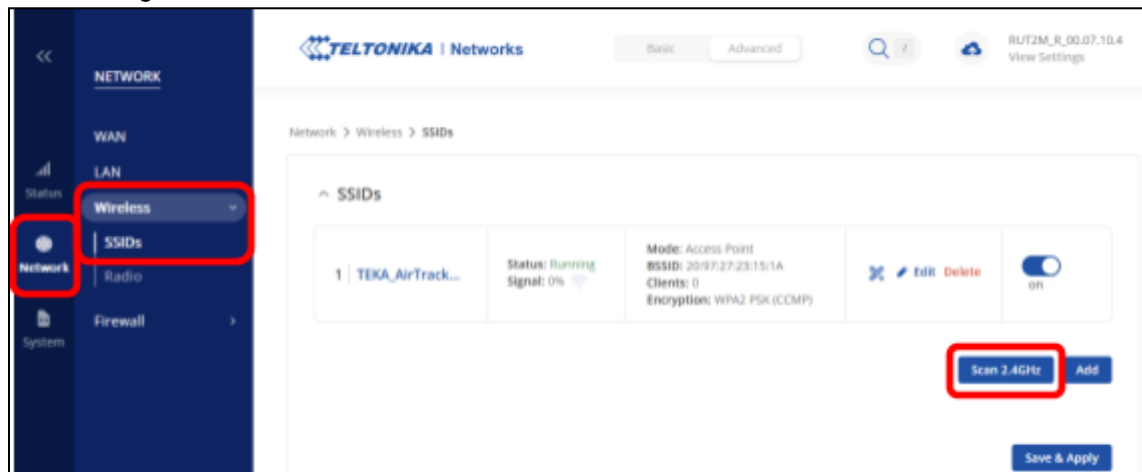 <<
TELTONIKA | Networks
Basic
Advanced
/
RUT2M_R_00.07.10.4
View Settings
NETWORK
WAN
LAN
Wireless
SSIDs
Radio
Firewall
Status
Network
System
Network > Wireless > SSIDs
SSIDs
1 TEKA_AirTrack...
Status: Running
Signal: 0%
Mode: Access Point
BSSID: 20:97:27:23:15:1A
Clients: 0
Encryption: WPA2 PSK (CCMP)
Edit Delete
on
Scan 2.4GHz
Add
Save & Apply